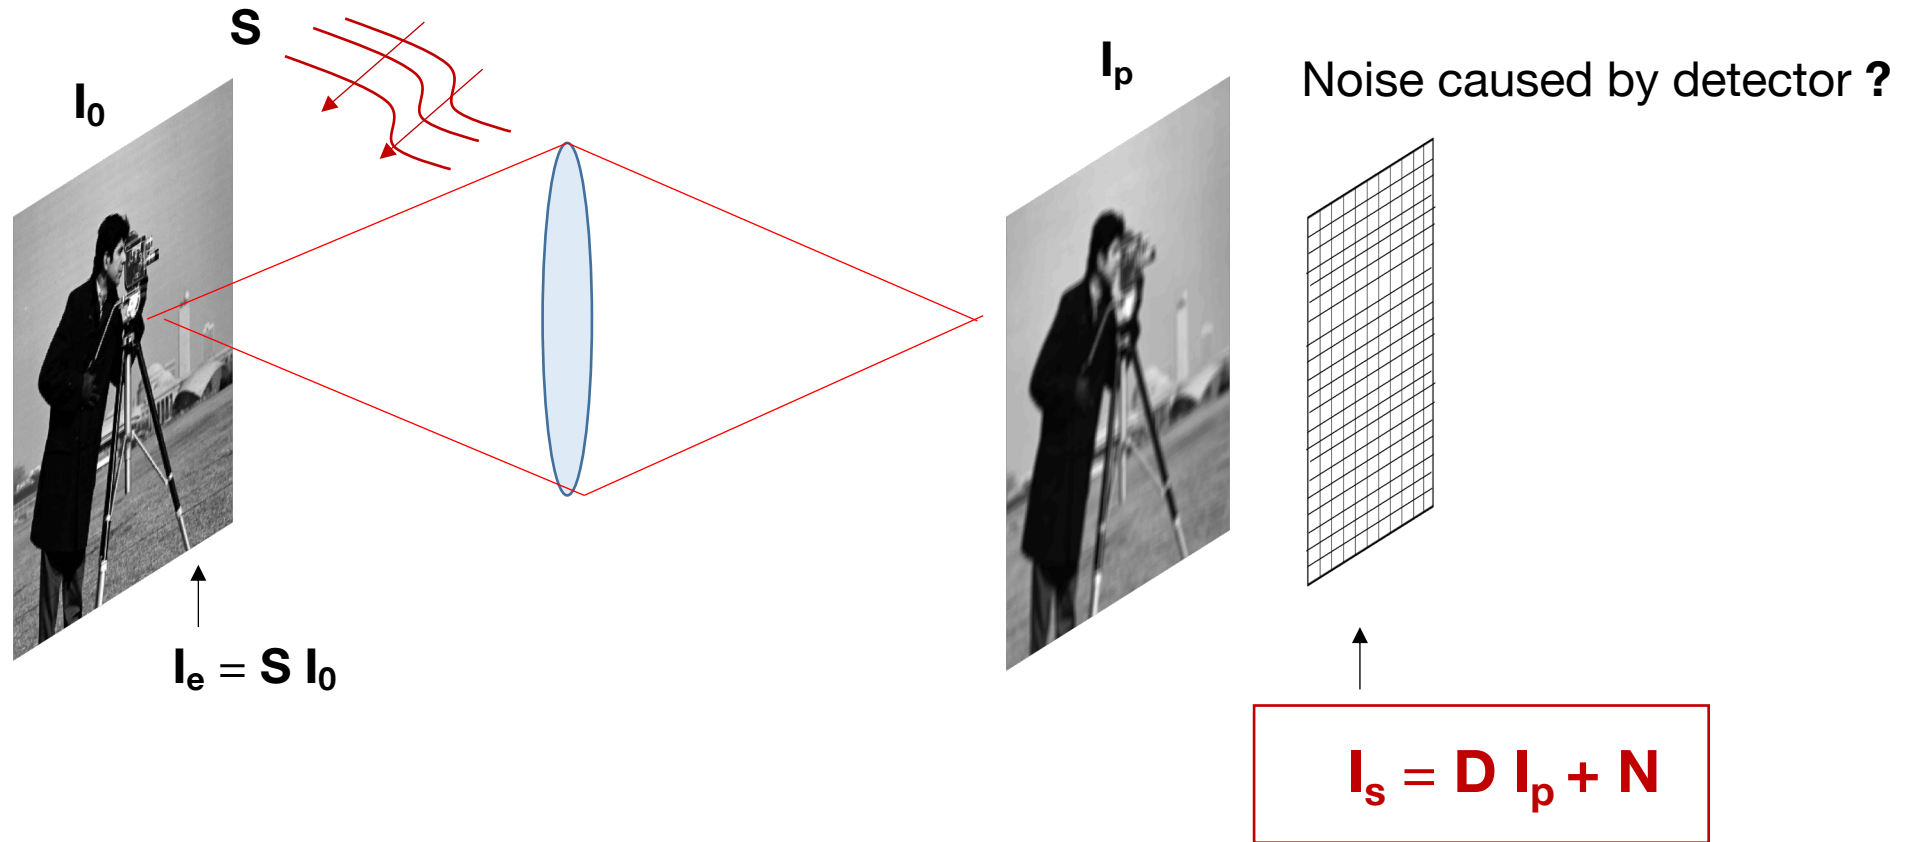 S
I₀
Iₚ
Noise caused by detector ?
Iₑ = S I₀
Iₛ = D Iₚ + N